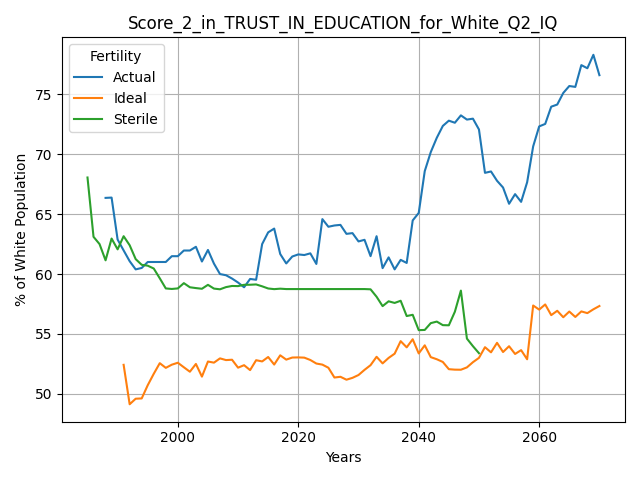 Score_2_in_TRUST_IN_EDUCATION_for_White_Q2_IQ
Fertility
Actual
Ideal
Sterile
% of White Population
75
70
65
60
55
50
2000
2020
2040
2060
Years